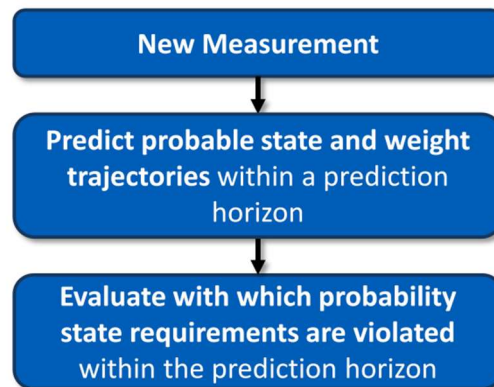 New Measurement
Predict probable state and weight
trajectories within a prediction
horizon
Evaluate with which probability
state requirements are violated
within the prediction horizon